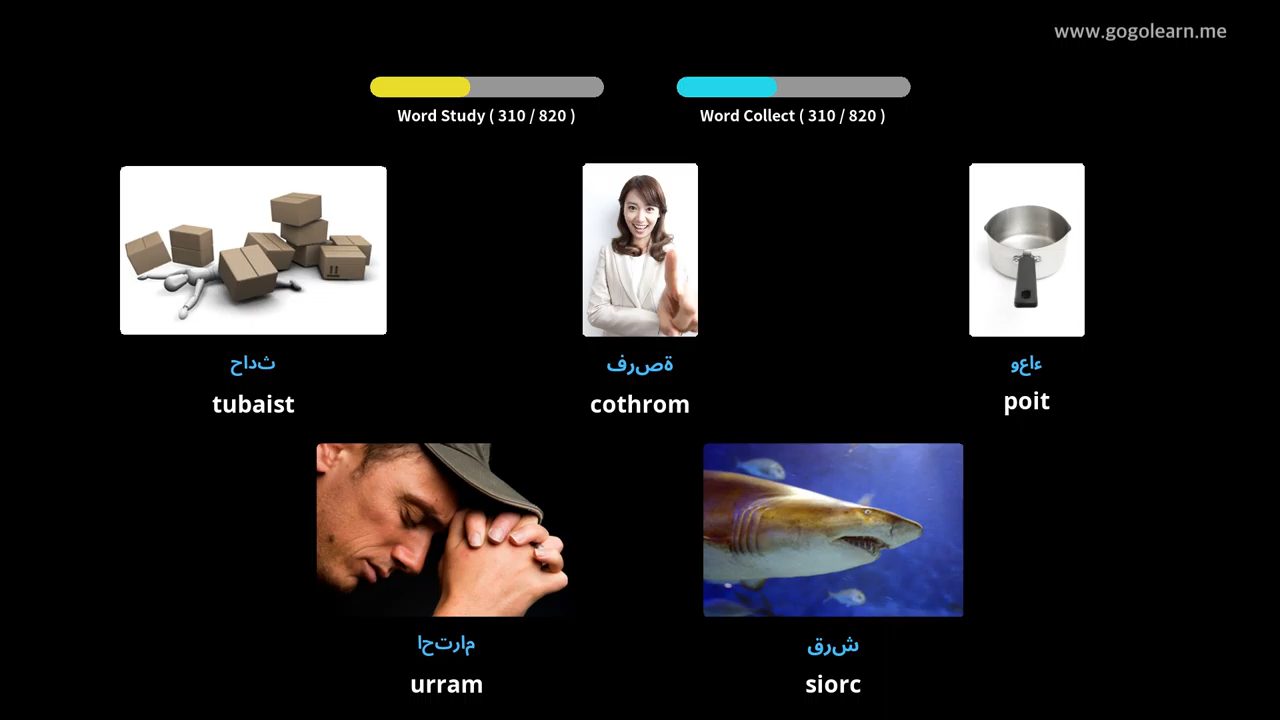 www.gogolearn.me
Word Study ( 310 / 820 )
Word Collect ( 310 / 820 )
ثداح
ةصرف
ءاعو
tubaist
cothrom
poit
مارتحا
شرق
urram
siorc